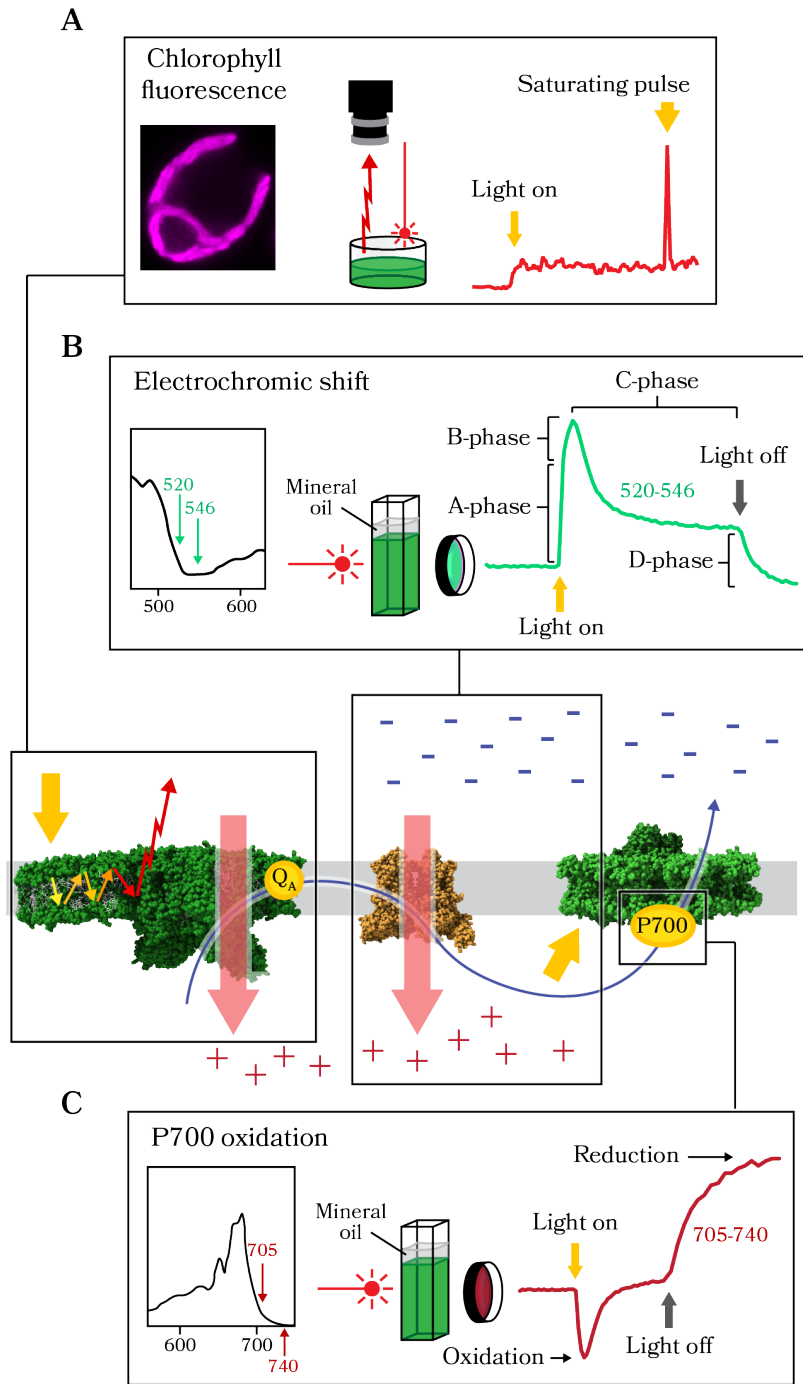 A
Chlorophyll
fluorescence
Saturating pulse
Light on
B
Electrochromic shift
C-phase
B-phase
Light off
520
546
Mineral
oil
A-phase
520-546
D-phase
500
600
Light on
Q
A
P700
C
P700 oxidation
Reduction
Mineral
oil
Light on
705
705-740
600
700
740
Light off
Oxidation